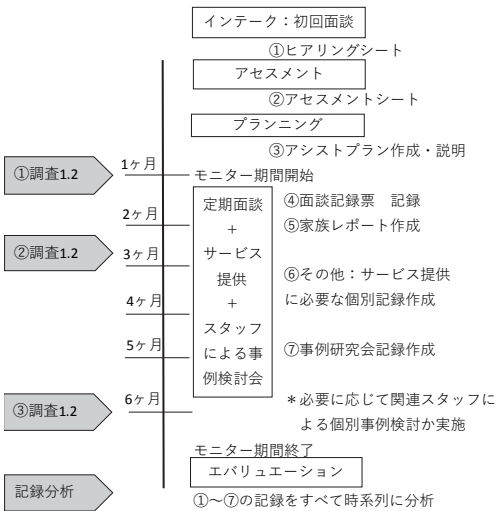 インテーク：初回面談
①ヒアリングシート
アセスメント
②アセスメントシート
プランニング
③アシストプラン作成・説明
①調査1.2
1ヶ月
モニター期間開始
定期面談
+
サービス
提供
+
スタッフ
による事
例検討会
④面談記録票　記録
⑤家族レポート作成
2ヶ月
②調査1.2
3ヶ月
⑥その他：サービス提供
に必要な個別記録作成
4ヶ月
5ヶ月
⑦事例研究会記録作成
6ヶ月
③調査1.2
＊必要に応じて関連スタッフに
よる個別事例検討か実施
モニター期間終了
エバリュエーション
記録分析
①〜⑦の記録をすべて時系列に分析